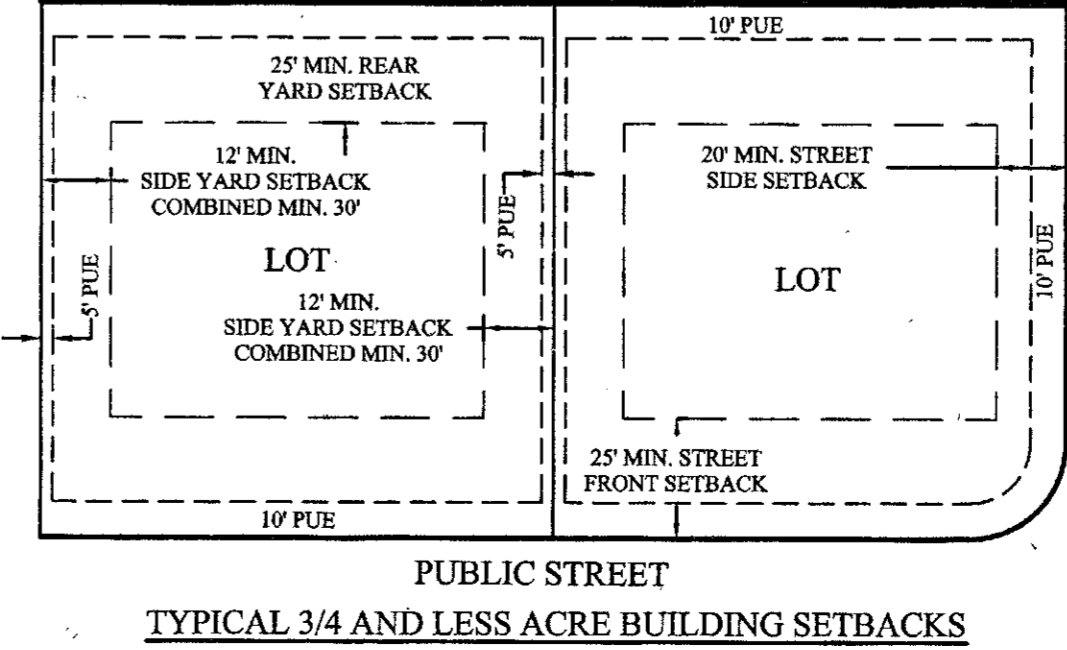 10' PUE
25' MIN. REAR
YARD SETBACK
12' MIN.
SIDE YARD SETBACK
COMBINED MIN. 30'
20' MIN. STREET
SIDE SETBACK
5' PUE
LOT
LOT
5' PUE
10' PUE
12' MIN.
SIDE YARD SETBACK
COMBINED MIN. 30'
25' MIN. STREET
FRONT SETBACK
10' PUE
PUBLIC STREET
TYPICAL 3/4 AND LESS ACRE BUILDING SETBACKS